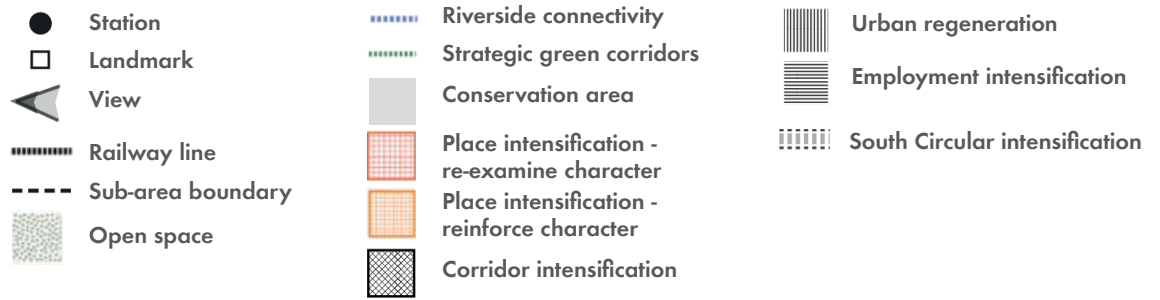 Station
Landmark
View
Railway line
Sub-area boundary
Open space
Riverside connectivity
Strategic green corridors
Conservation area
Place intensification -
re-examine character
Place intensification -
reinforce character
Corridor intensification
Urban regeneration
Employment intensification
South Circular intensification